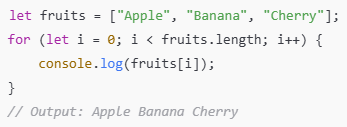 let fruits = ["Apple", "Banana", "Cherry"];
for (let i = 0; i < fruits.length; i++) {
    console.log(fruits[i]);
}
// Output: Apple Banana Cherry